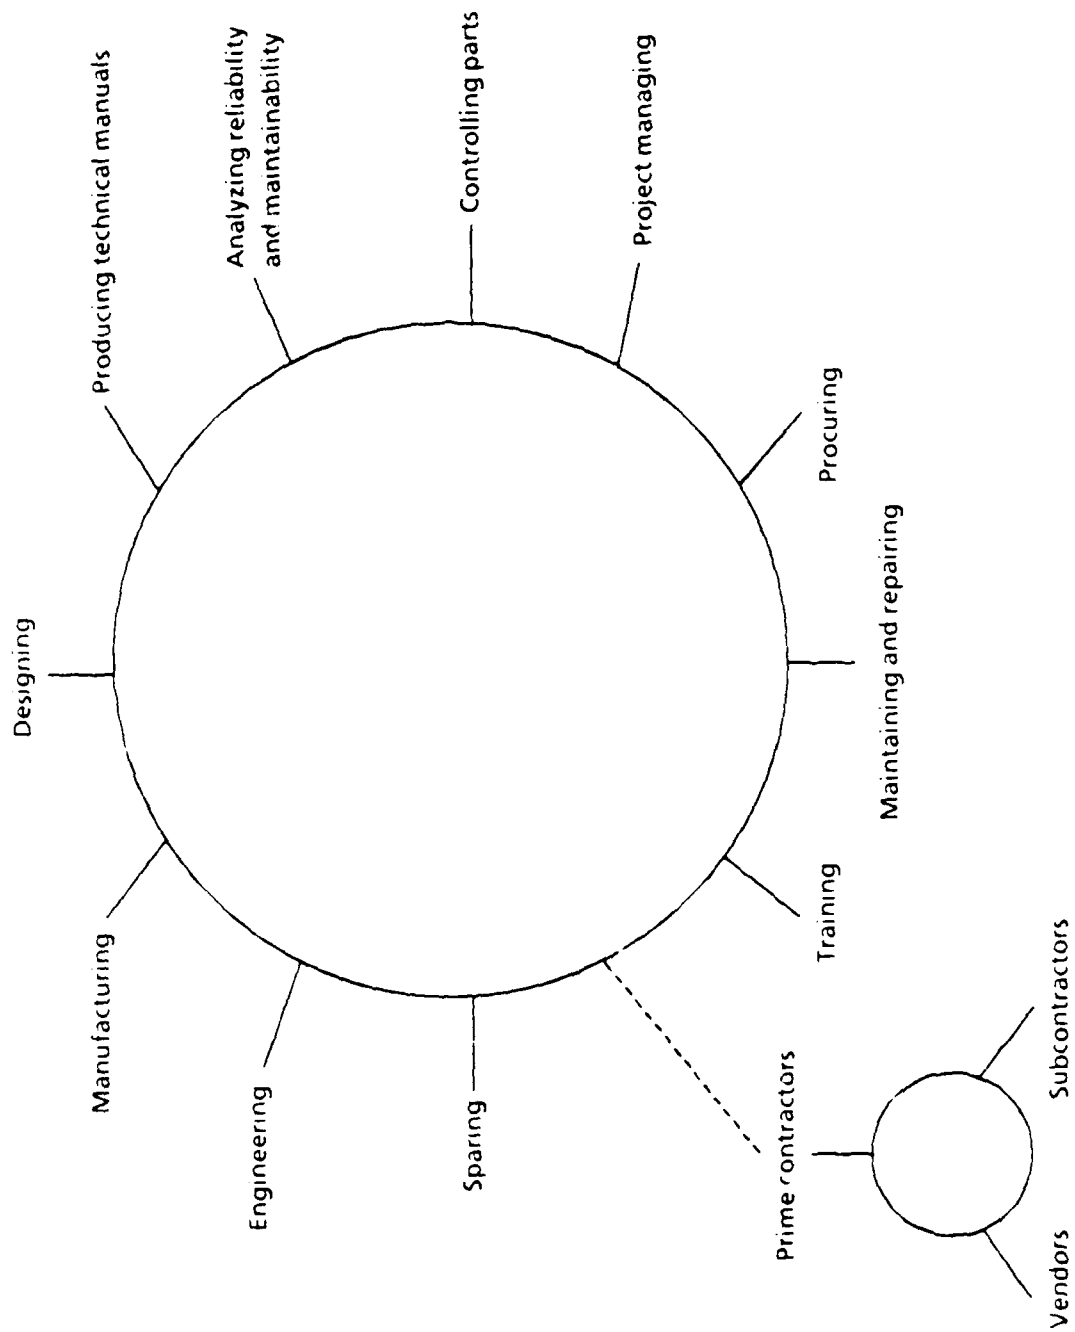 Designing
Producing technical manuals
Analyzing reliability
and maintainability
Controlling parts
Project managing
Procuring
Maintaining and repairing
Training
Prime contractors
Subcontractors
Vendors
Sparing
Engineering
Manufacturing